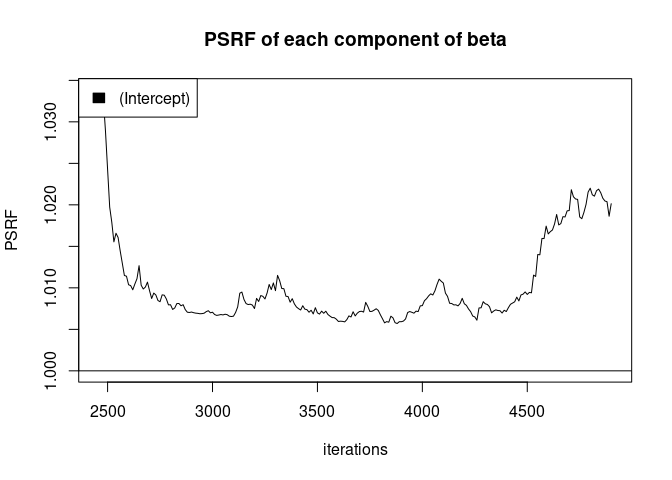 PSRF of each component of beta
(Intercept)
PSRF
1.030
1.020
1.010
1.000
2500 3000 3500 4000 4500
iterations